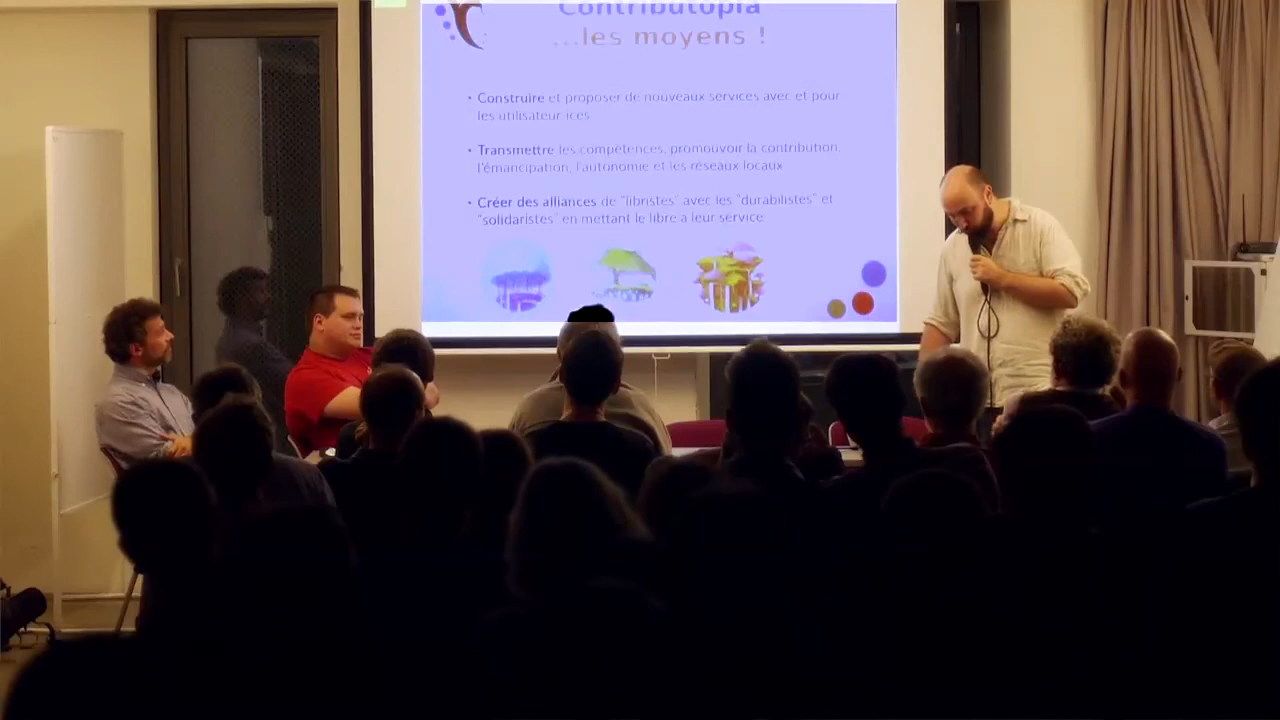 Contributopia
...les moyens !
• Construire et proposer de nouveaux services avec et pour
les utilisateur·ices
• Transmettre les compétences, promouvoir la contribution,
l'émancipation, l'autonomie et les réseaux locaux
• Créer des alliances de "libristes" avec les "durabilistes" et
"solidaristes" en mettant le libre à leur service